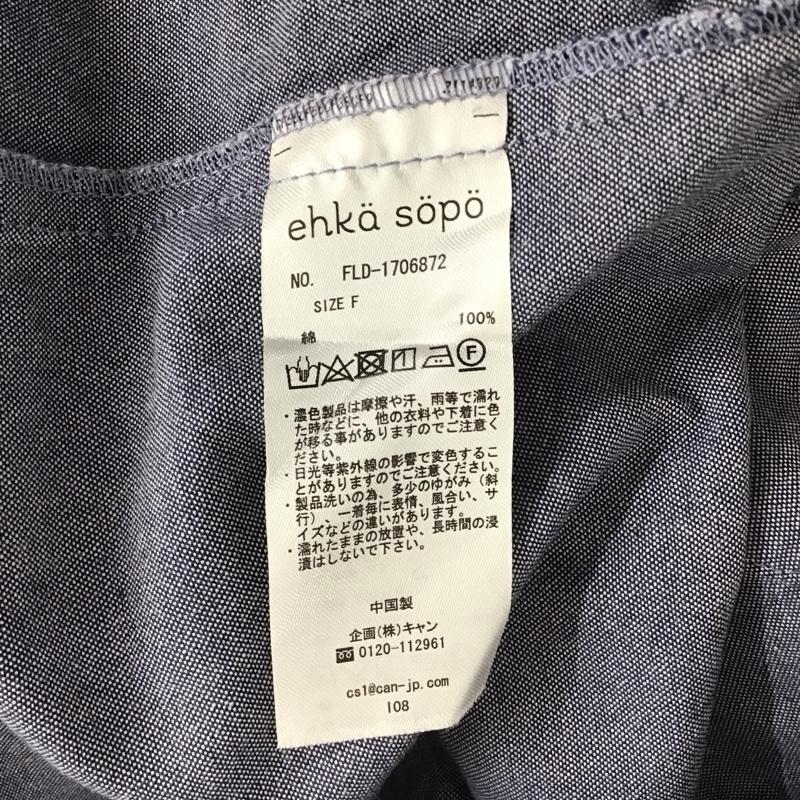 ehkä söpö
NO. FLD-1706872
SIZE F
綿 100%
F
・濃色製品は摩擦や汗、雨等で濡れ
た時などに、他の衣料や下着に色
が移る事がありますのでご注意く
ださい。
・日光等紫外線の影響で変色するこ
とがありますのでご注意ください。
・製品洗いの為、多少のゆがみ（斜
行）、一着毎に表情、風合い、サ
イズなどの違いがあります。
・濡れたままの放置や、長時間の浸
漬はしないで下さい。
中国製
企画(株)キャン
0120-112961
cs1@can-jp.com
I08